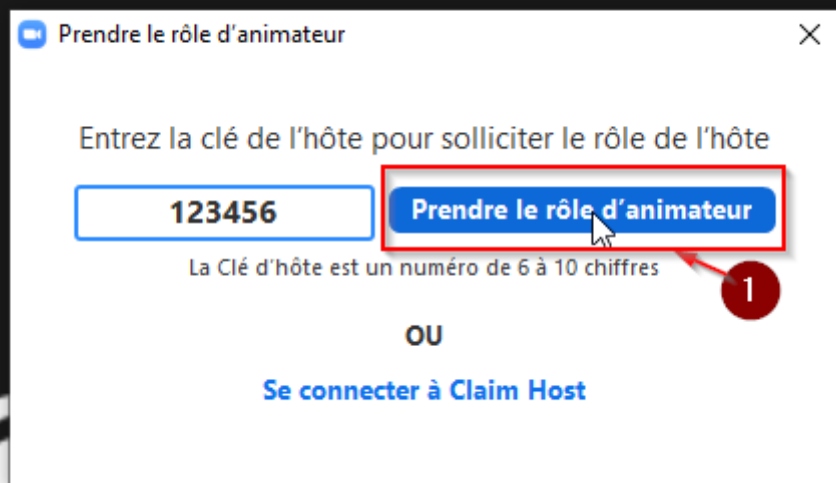 Prendre le rôle d'animateur
Entrez la clé de l'hôte pour solliciter le rôle de l'hôte
123456 Prendre le rôle d'animateur
La Clé d'hôte est un numéro de 6 à 10 chiffres
1
OU
Se connecter à Claim Host